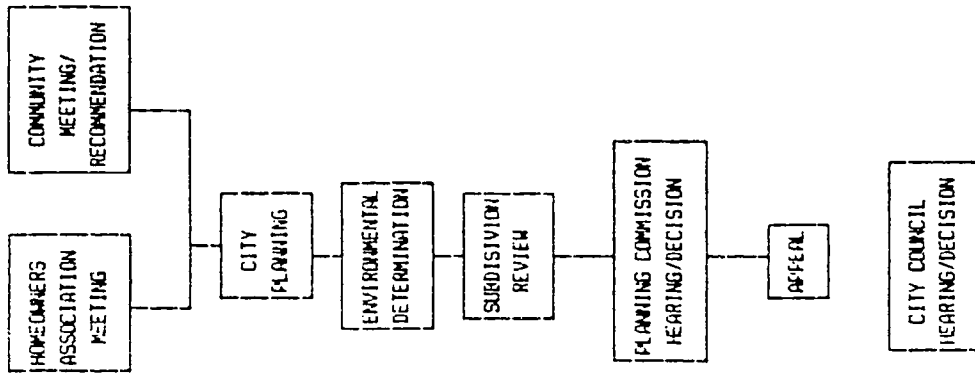 HOMEOWNERS
ASSOCIATION
MEETING
COMMUNITY
MEETING/
RECOMMENDATION
CITY
PLANNING
ENVIRONMENTAL
DETERMINATION
SUBDISIVION
REVIEW
PLANNING COMMISSION
HEARING/DECISION
APPEAL
CITY COUNCIL
HEARING/DECISION